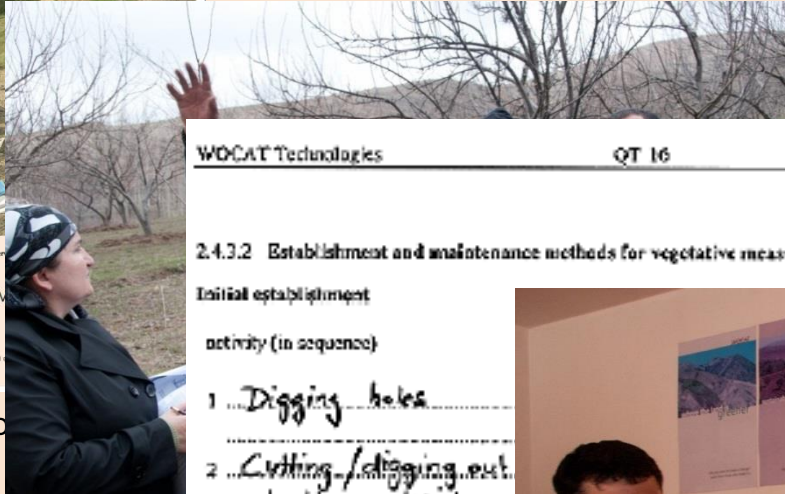 WOCAT Technologies QT 16
2.4.3.2 Establishment and maintenance methods for vegetative meas
Initial establishment
activity (in sequence)
1 Digging holes
2 Cutting/digging out